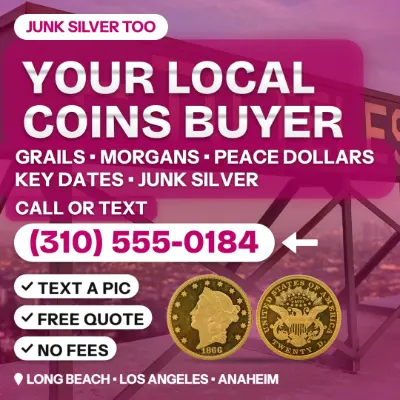 JUNK SILVER TOO
YOUR LOCAL
COINS BUYER
GRAILS ▪ MORGANS ▪ PEACE DOLLARS
KEY DATES ▪ JUNK SILVER
CALL OR TEXT
(310) 555-0184
TEXT A PIC
FREE QUOTE
NO FEES
1866
UNITED STATES OF AMERICA
TWENTY D.
LONG BEACH ▪ LOS ANGELES ▪ ANAHEIM